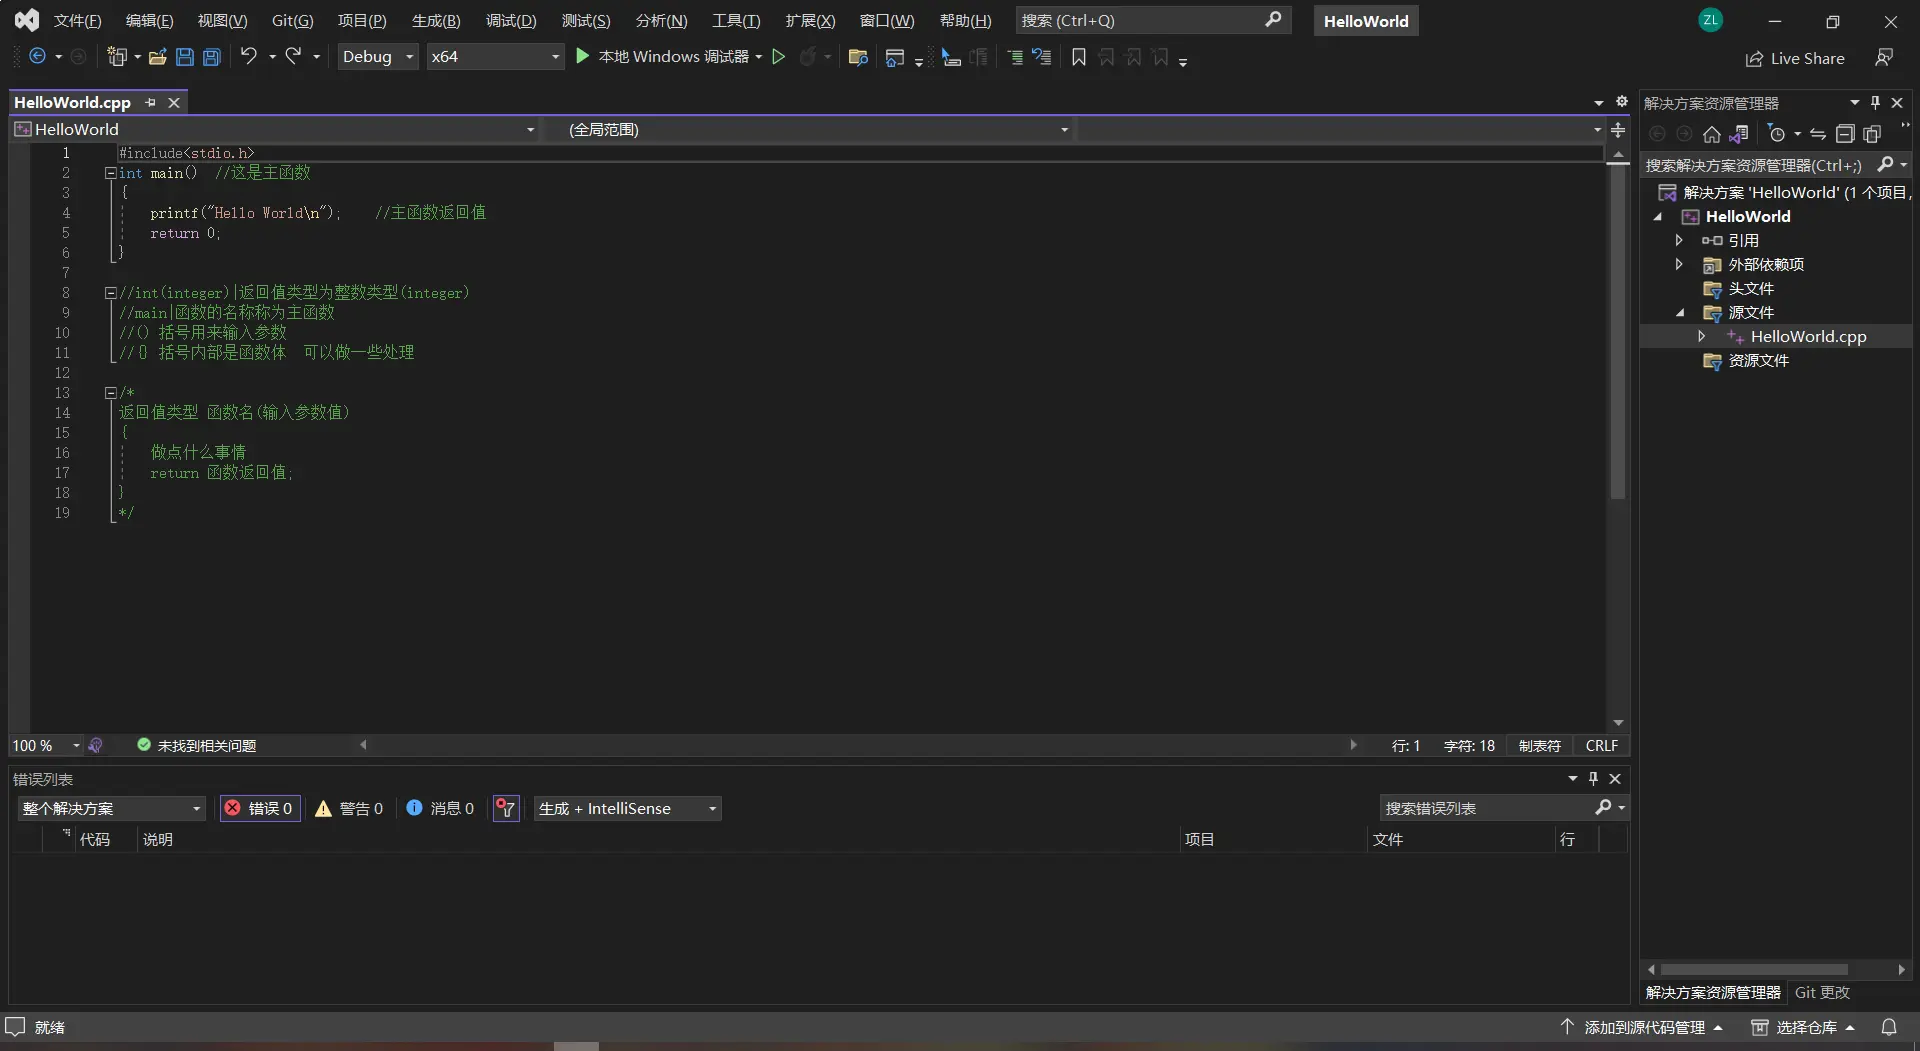 文件(F) 编辑(E) 视图(V) Git(G) 项目(P) 生成(B) 调试(D) 测试(S) 分析(N) 工具(T) 扩展(X) 窗口(W) 帮助(H) 搜索 (Ctrl+Q) HelloWorld ZL
Debug x64 本地 Windows 调试器 Live Share
HelloWorld.cpp
HelloWorld (全局范围)
1 #include<stdio.h>
2 int main() //这是主函数
3 {
4 printf("Hello World\n"); //主函数返回值
5 return 0;
6 }
7
8 //int(integer)|返回值类型为整数类型(integer)
9 //main|函数的名称称为主函数
10 //() 括号用来输入参数
11 //{} 括号内部是函数体 可以做一些处理
12
13 /*
14 返回值类型 函数名(输入参数值)
15 {
16 做点什么事情
17 return 函数返回值;
18 }
19 */
100 % 未找到相关问题 行: 1 字符: 18 制表符 CRLF
错误列表
整个解决方案 错误 0 警告 0 消息 0 生成 + IntelliSense 搜索错误列表
代码 说明 项目 文件 行
解决方案资源管理器
搜索解决方案资源管理器(Ctrl+;)
解决方案 'HelloWorld' (1 个项目,
HelloWorld
引用
外部依赖项
头文件
源文件
HelloWorld.cpp
资源文件
解决方案资源管理器 Git 更改
就绪 添加到源代码管理 选择仓库